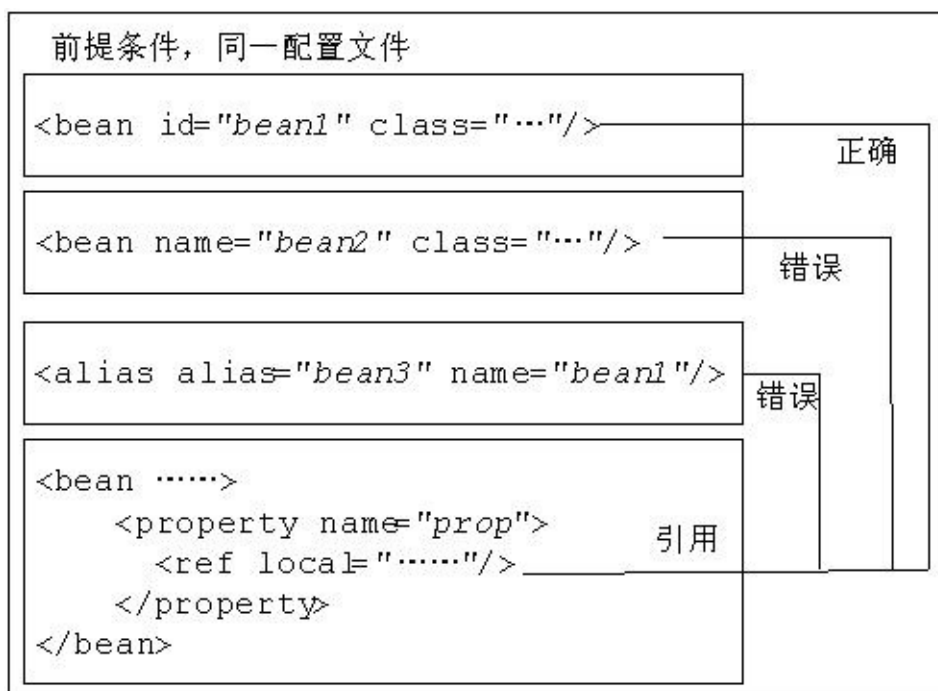 前提条件，同一配置文件
<bean id="bean1" class="…"/>
正确
<bean name="bean2" class="…"/>
错误
<alias alias="bean3" name="bean1"/>
错误
<bean ……>
<property name="prop">
<ref local="……"/>
引用
</property>
</bean>